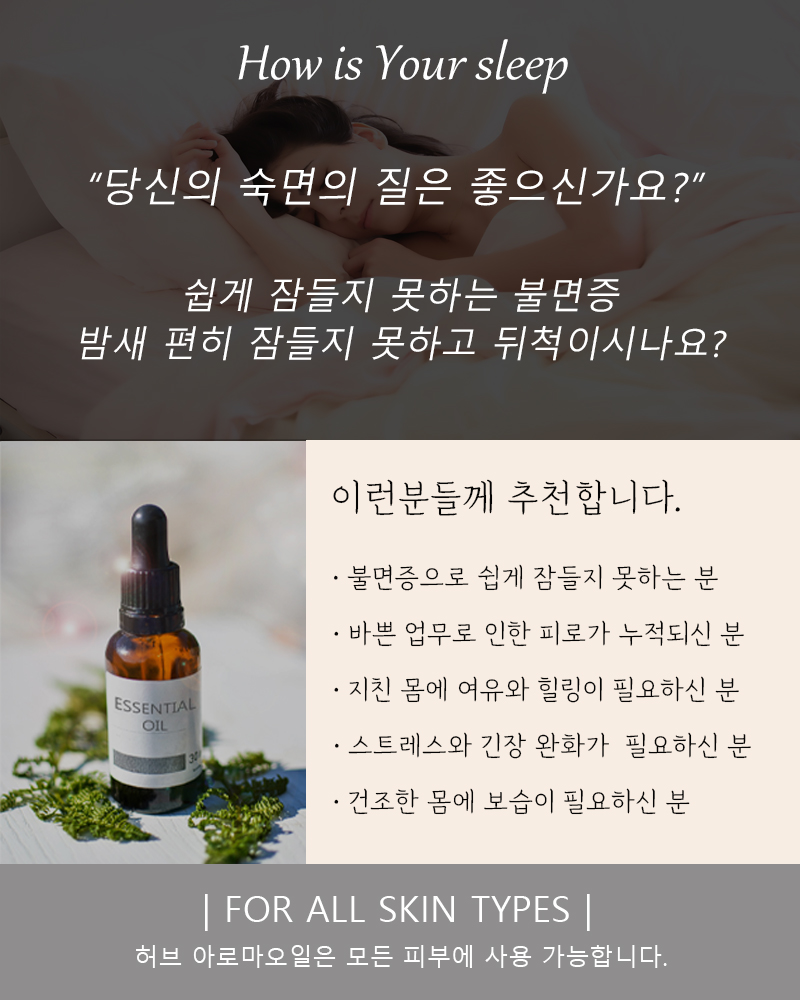 How is Your sleep
“당신의 숙면의 질은 좋으신가요?”
쉽게 잠들지 못하는 불면증
밤새 편히 잠들지 못하고 뒤척이시나요?
ESSENTIAL
OIL
30
이런분들께 추천합니다.
· 불면증으로 쉽게 잠들지 못하는 분
· 바쁜 업무로 인한 피로가 누적되신 분
· 지친 몸에 여유와 힐링이 필요하신 분
· 스트레스와 긴장 완화가 필요하신 분
· 건조한 몸에 보습이 필요하신 분
| FOR ALL SKIN TYPES |
허브 아로마오일은 모든 피부에 사용 가능합니다.